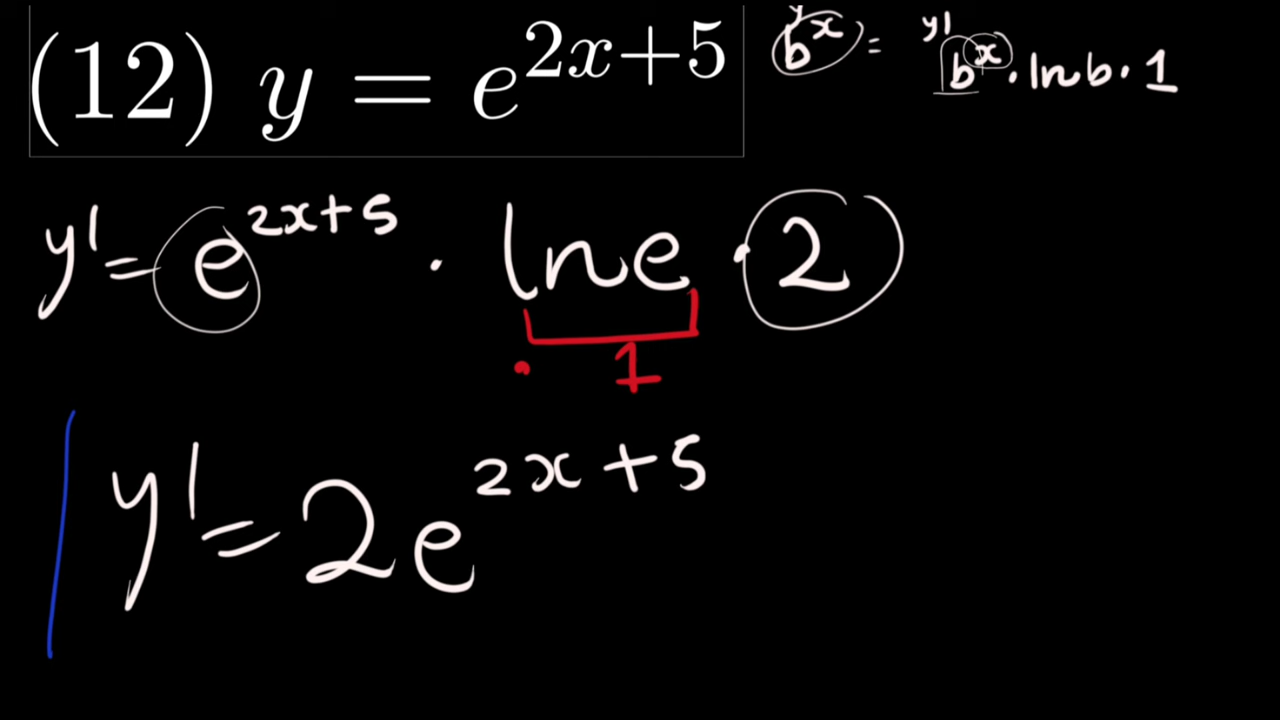 (12) y = e^{2x+5}
y
b^x = y' b^x · ln b · 1
y' = e^{2x+5} · ln e · 2
· 1
y' = 2e^{2x+5}